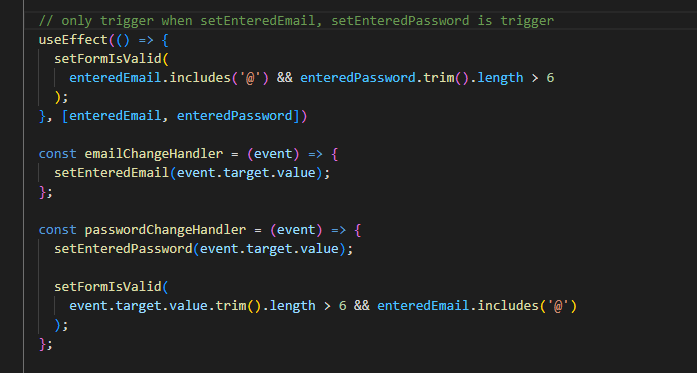 // only trigger when setEnteredEmail, setEnteredPassword is trigger
useEffect(() => {
  setFormIsValid(
    enteredEmail.includes('@') && enteredPassword.trim().length > 6
  );
}, [enteredEmail, enteredPassword])

const emailChangeHandler = (event) => {
  setEnteredEmail(event.target.value);
};

const passwordChangeHandler = (event) => {
  setEnteredPassword(event.target.value);

  setFormIsValid(
    event.target.value.trim().length > 6 && enteredEmail.includes('@')
  );
};